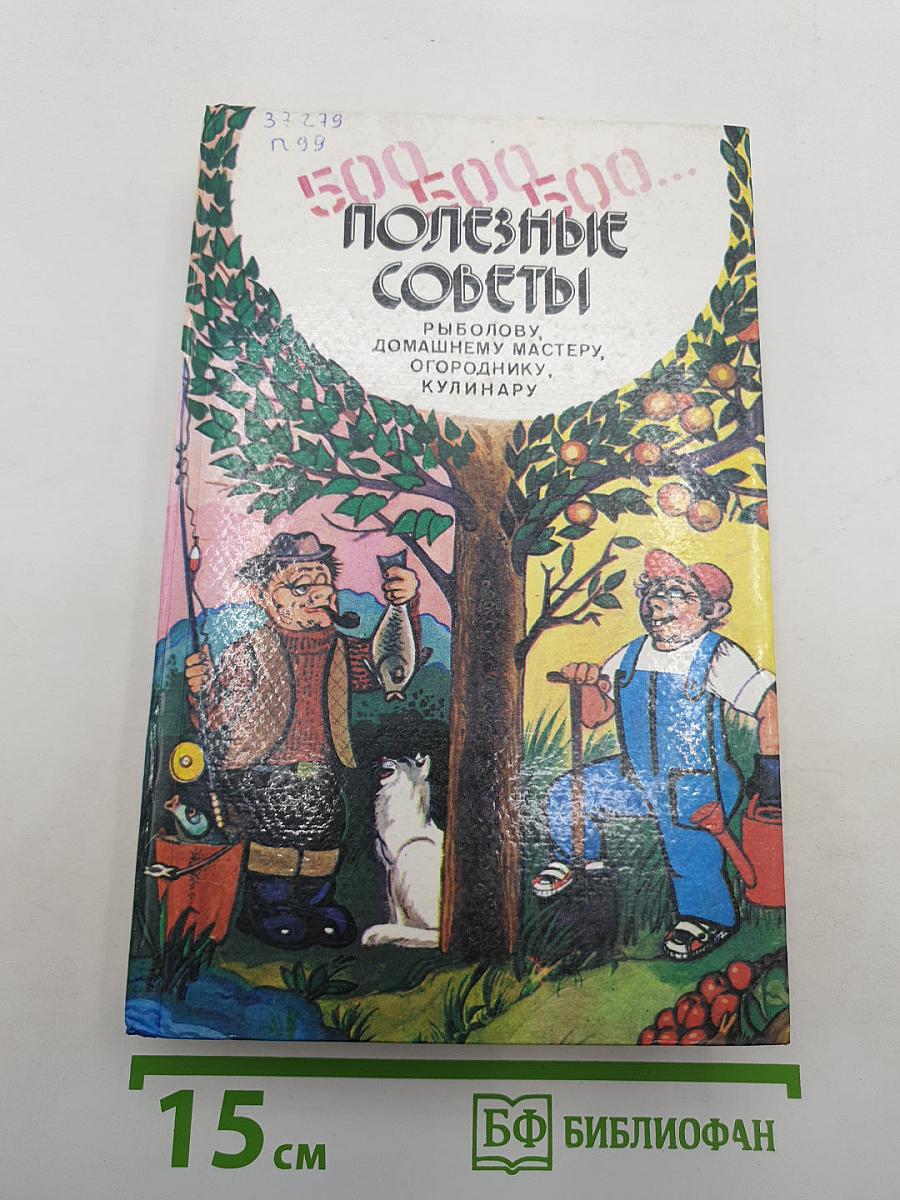 37.279
П99
500 500 500...
ПОЛЕЗНЫЕ
СОВЕТЫ
РЫБОЛОВУ,
ДОМАШНЕМУ МАСТЕРУ,
ОГОРОДНИКУ,
КУЛИНАРУ
15 см
БФ БИБЛИОФАН